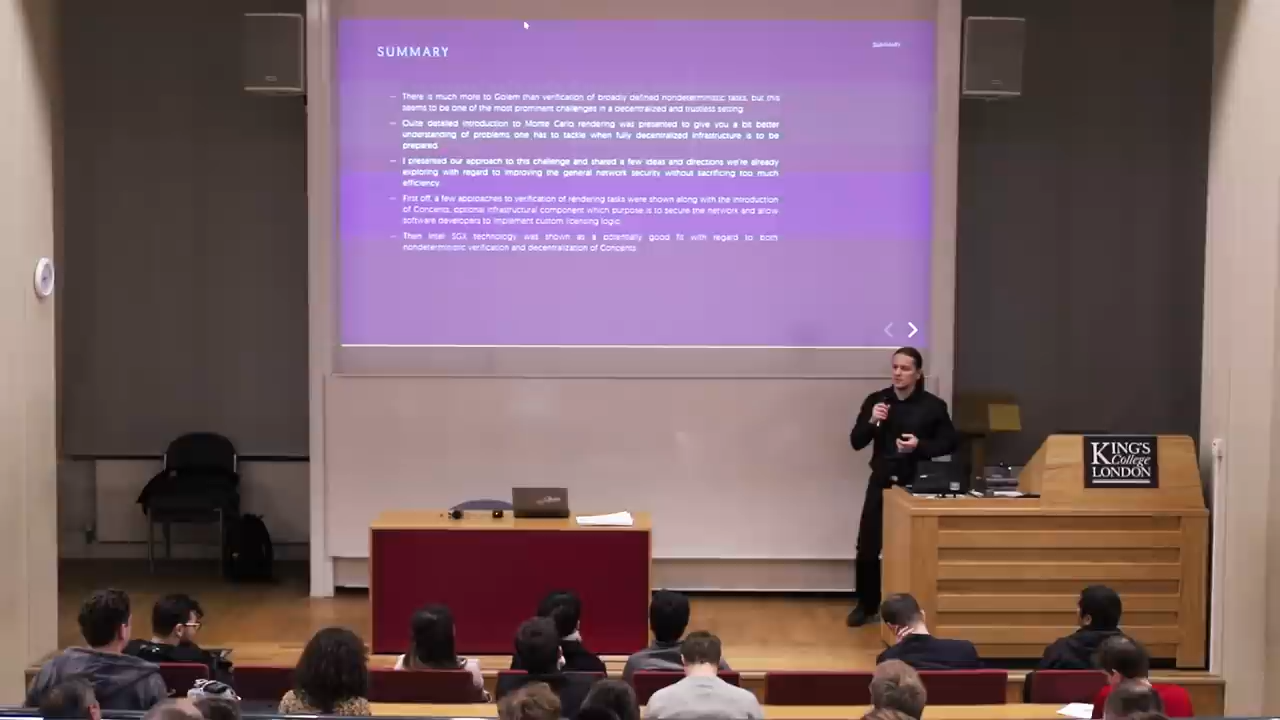 SUMMARY
Summary
– There is much more to Golem than verification of broadly defined nondeterministic tasks, but this
seems to be one of the most prominent challenges in a decentralized and trustless setting
– Quite detailed introduction to Monte Carlo rendering was presented to give you a bit better
understanding of problems one has to tackle when fully decentralized infrastructure is to be
prepared
– I presented our approach to this challenge and shared a few ideas and directions we're already
exploring with regard to improving the general network security without sacrificing too much
efficiency
– First off, a few approaches to verification of rendering tasks were shown along with the introduction
of Concents, optional infrastructural component which purpose is to secure the network and allow
software developers to implement custom licensing logic
– Then Intel SGX technology was shown as a potentially good fit with regard to both
nondeterministic verification and decentralization of Concents
KING'S
College
LONDON